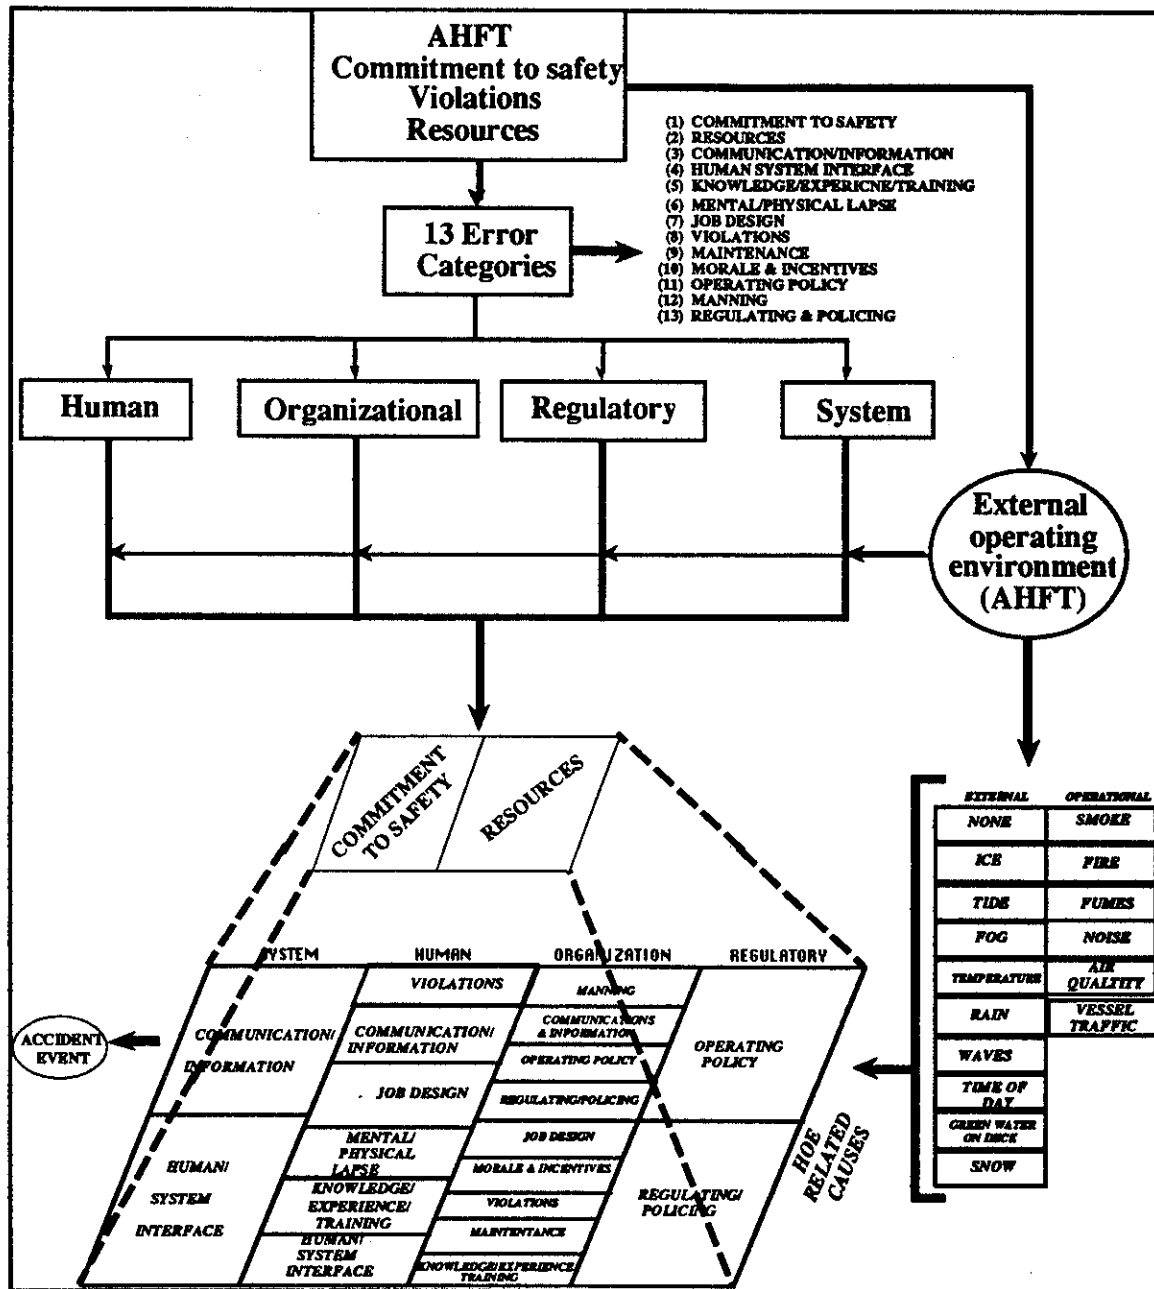 AHFT
Commitment to safety
Violations
Resources
(1) COMMITMENT TO SAFETY
(2) RESOURCES
(3) COMMUNICATION/INFORMATION
(4) HUMAN SYSTEM INTERFACE
(5) KNOWLEDGE/EXPERICNE/TRAINING
(6) MENTAL/PHYSICAL LAPSE
(7) JOB DESIGN
(8) VIOLATIONS
(9) MAINTENANCE
(10) MORALE & INCENTIVES
(11) OPERATING POLICY
(12) MANNING
(13) REGULATING & POLICING
13 Error
Categories
Human
Organizational
Regulatory
System
External
operating
environment
(AHFT)
COMMITMENT
TO SAFETY
RESOURCES
EXTERNAL
NONE
ICE
TIDE
FOG
TEMPERATURE
RAIN
WAVES
TIME OF
DAY
GREEN WATER
ON DECK
SNOW
OPERATIONAL
SMOKE
FIRE
FUMES
NOISE
AIR
QUALTITY
VESSEL
TRAFFIC
SYSTEM
HUMAN
ORGANIZATION
REGULATORY
COMMUNICATION/
INFORMATION
HUMAN/
SYSTEM
INTERFACE
VIOLATIONS
COMMUNICATION/
INFORMATION
JOB DESIGN
MENTAL/
PHYSICAL
LAPSE
KNOWLEDGE/
EXPERIENCE/
TRAINING
HUMAN/
SYSTEM
INTERFACE
MANNING
COMMUNICATIONS
& INFORMATION
OPERATING POLICY
REGULATING/POLICING
JOB DESIGN
MORALE & INCENTIVES
VIOLATIONS
MAINTENTANCE
KNOWLEDGE/EXPERIENCE/
TRAINING
OPERATING
POLICY
REGULATING/
POLICING
HOE
RELATED
CAUSES
ACCIDENT
EVENT